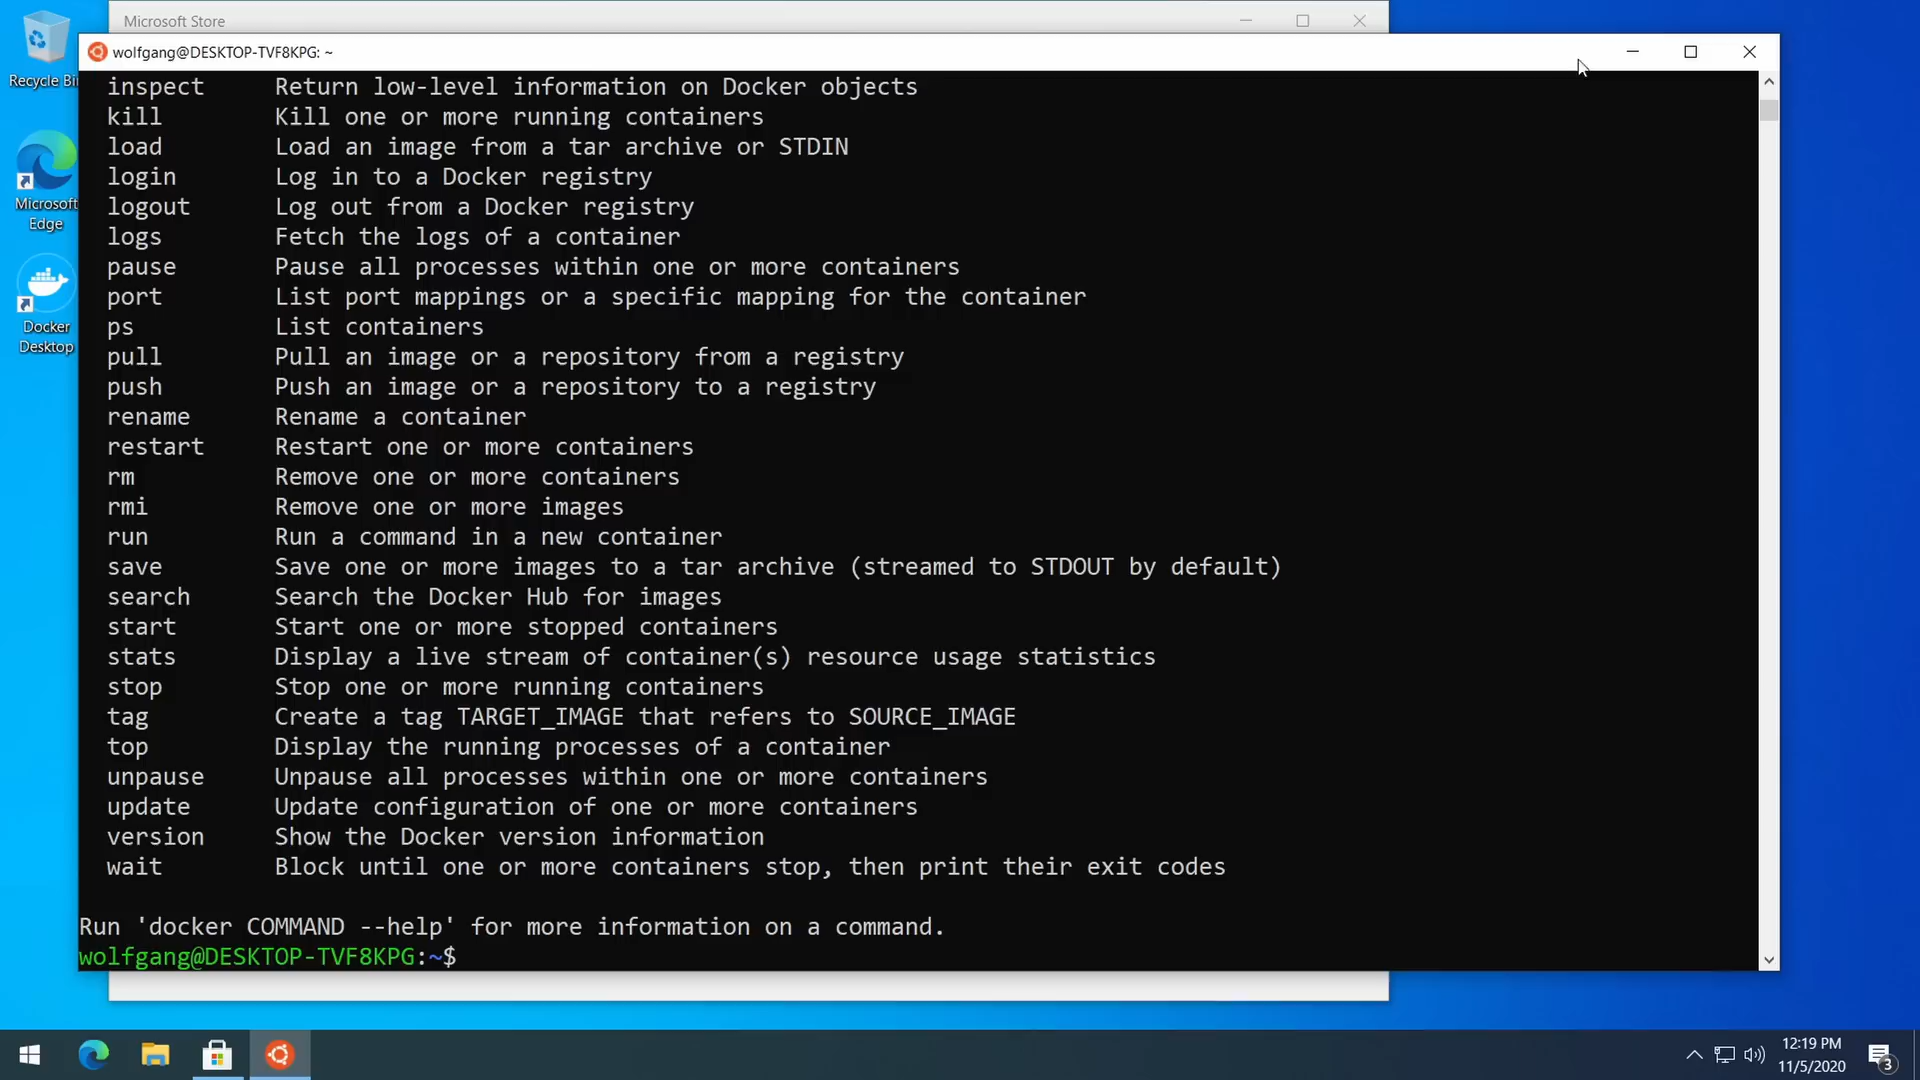 Microsoft Store
Recycle Bin
wolfgang@DESKTOP-TVF8KPG: ~
inspect Return low-level information on Docker objects
kill Kill one or more running containers
load Load an image from a tar archive or STDIN
login Log in to a Docker registry
logout Log out from a Docker registry
logs Fetch the logs of a container
pause Pause all processes within one or more containers
port List port mappings or a specific mapping for the container
ps List containers
pull Pull an image or a repository from a registry
push Push an image or a repository to a registry
rename Rename a container
restart Restart one or more containers
rm Remove one or more containers
rmi Remove one or more images
run Run a command in a new container
save Save one or more images to a tar archive (streamed to STDOUT by default)
search Search the Docker Hub for images
start Start one or more stopped containers
stats Display a live stream of container(s) resource usage statistics
stop Stop one or more running containers
tag Create a tag TARGET_IMAGE that refers to SOURCE_IMAGE
top Display the running processes of a container
unpause Unpause all processes within one or more containers
update Update configuration of one or more containers
version Show the Docker version information
wait Block until one or more containers stop, then print their exit codes
Run 'docker COMMAND --help' for more information on a command.
wolfgang@DESKTOP-TVF8KPG:~$
Microsoft
Edge
Docker
Desktop
12:19 PM
11/5/2020
3